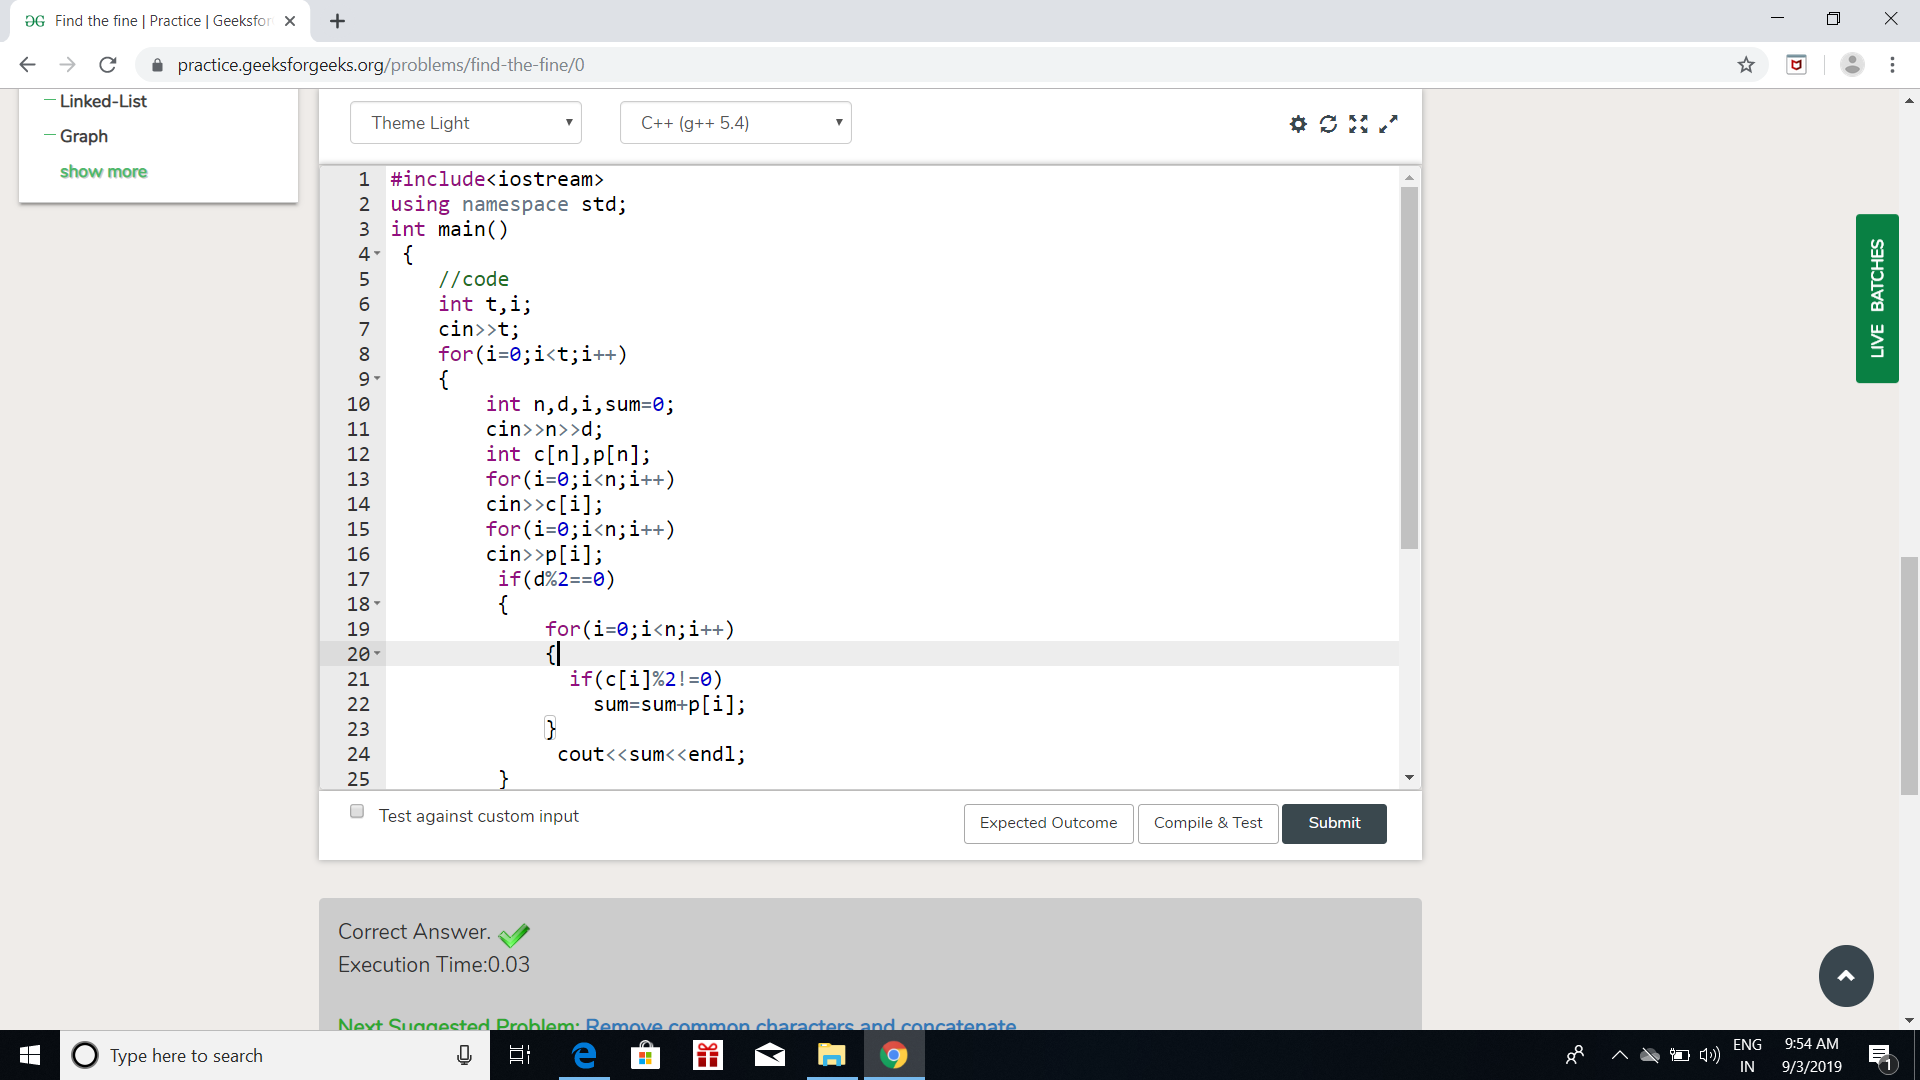 Find the fine | Practice | Geeksfor
practice.geeksforgeeks.org/problems/find-the-fine/0
Linked-List
Graph
show more
Theme Light
C++ (g++ 5.4)
1 #include<iostream>
2 using namespace std;
3 int main()
4 {
5 //code
6 int t,i;
7 cin>>t;
8 for(i=0;i<t;i++)
9 {
10 int n,d,i,sum=0;
11 cin>>n>>d;
12 int c[n],p[n];
13 for(i=0;i<n;i++)
14 cin>>c[i];
15 for(i=0;i<n;i++)
16 cin>>p[i];
17 if(d%2==0)
18 {
19 for(i=0;i<n;i++)
20 {
21 if(c[i]%2!=0)
22 sum=sum+p[i];
23 }
24 cout<<sum<<endl;
25 }
LIVE BATCHES
Test against custom input
Expected Outcome
Compile & Test
Submit
Correct Answer.
Execution Time:0.03
Next Suggested Problem: Remove common characters and concatenate
Type here to search
ENG
IN
9:54 AM
9/3/2019
1